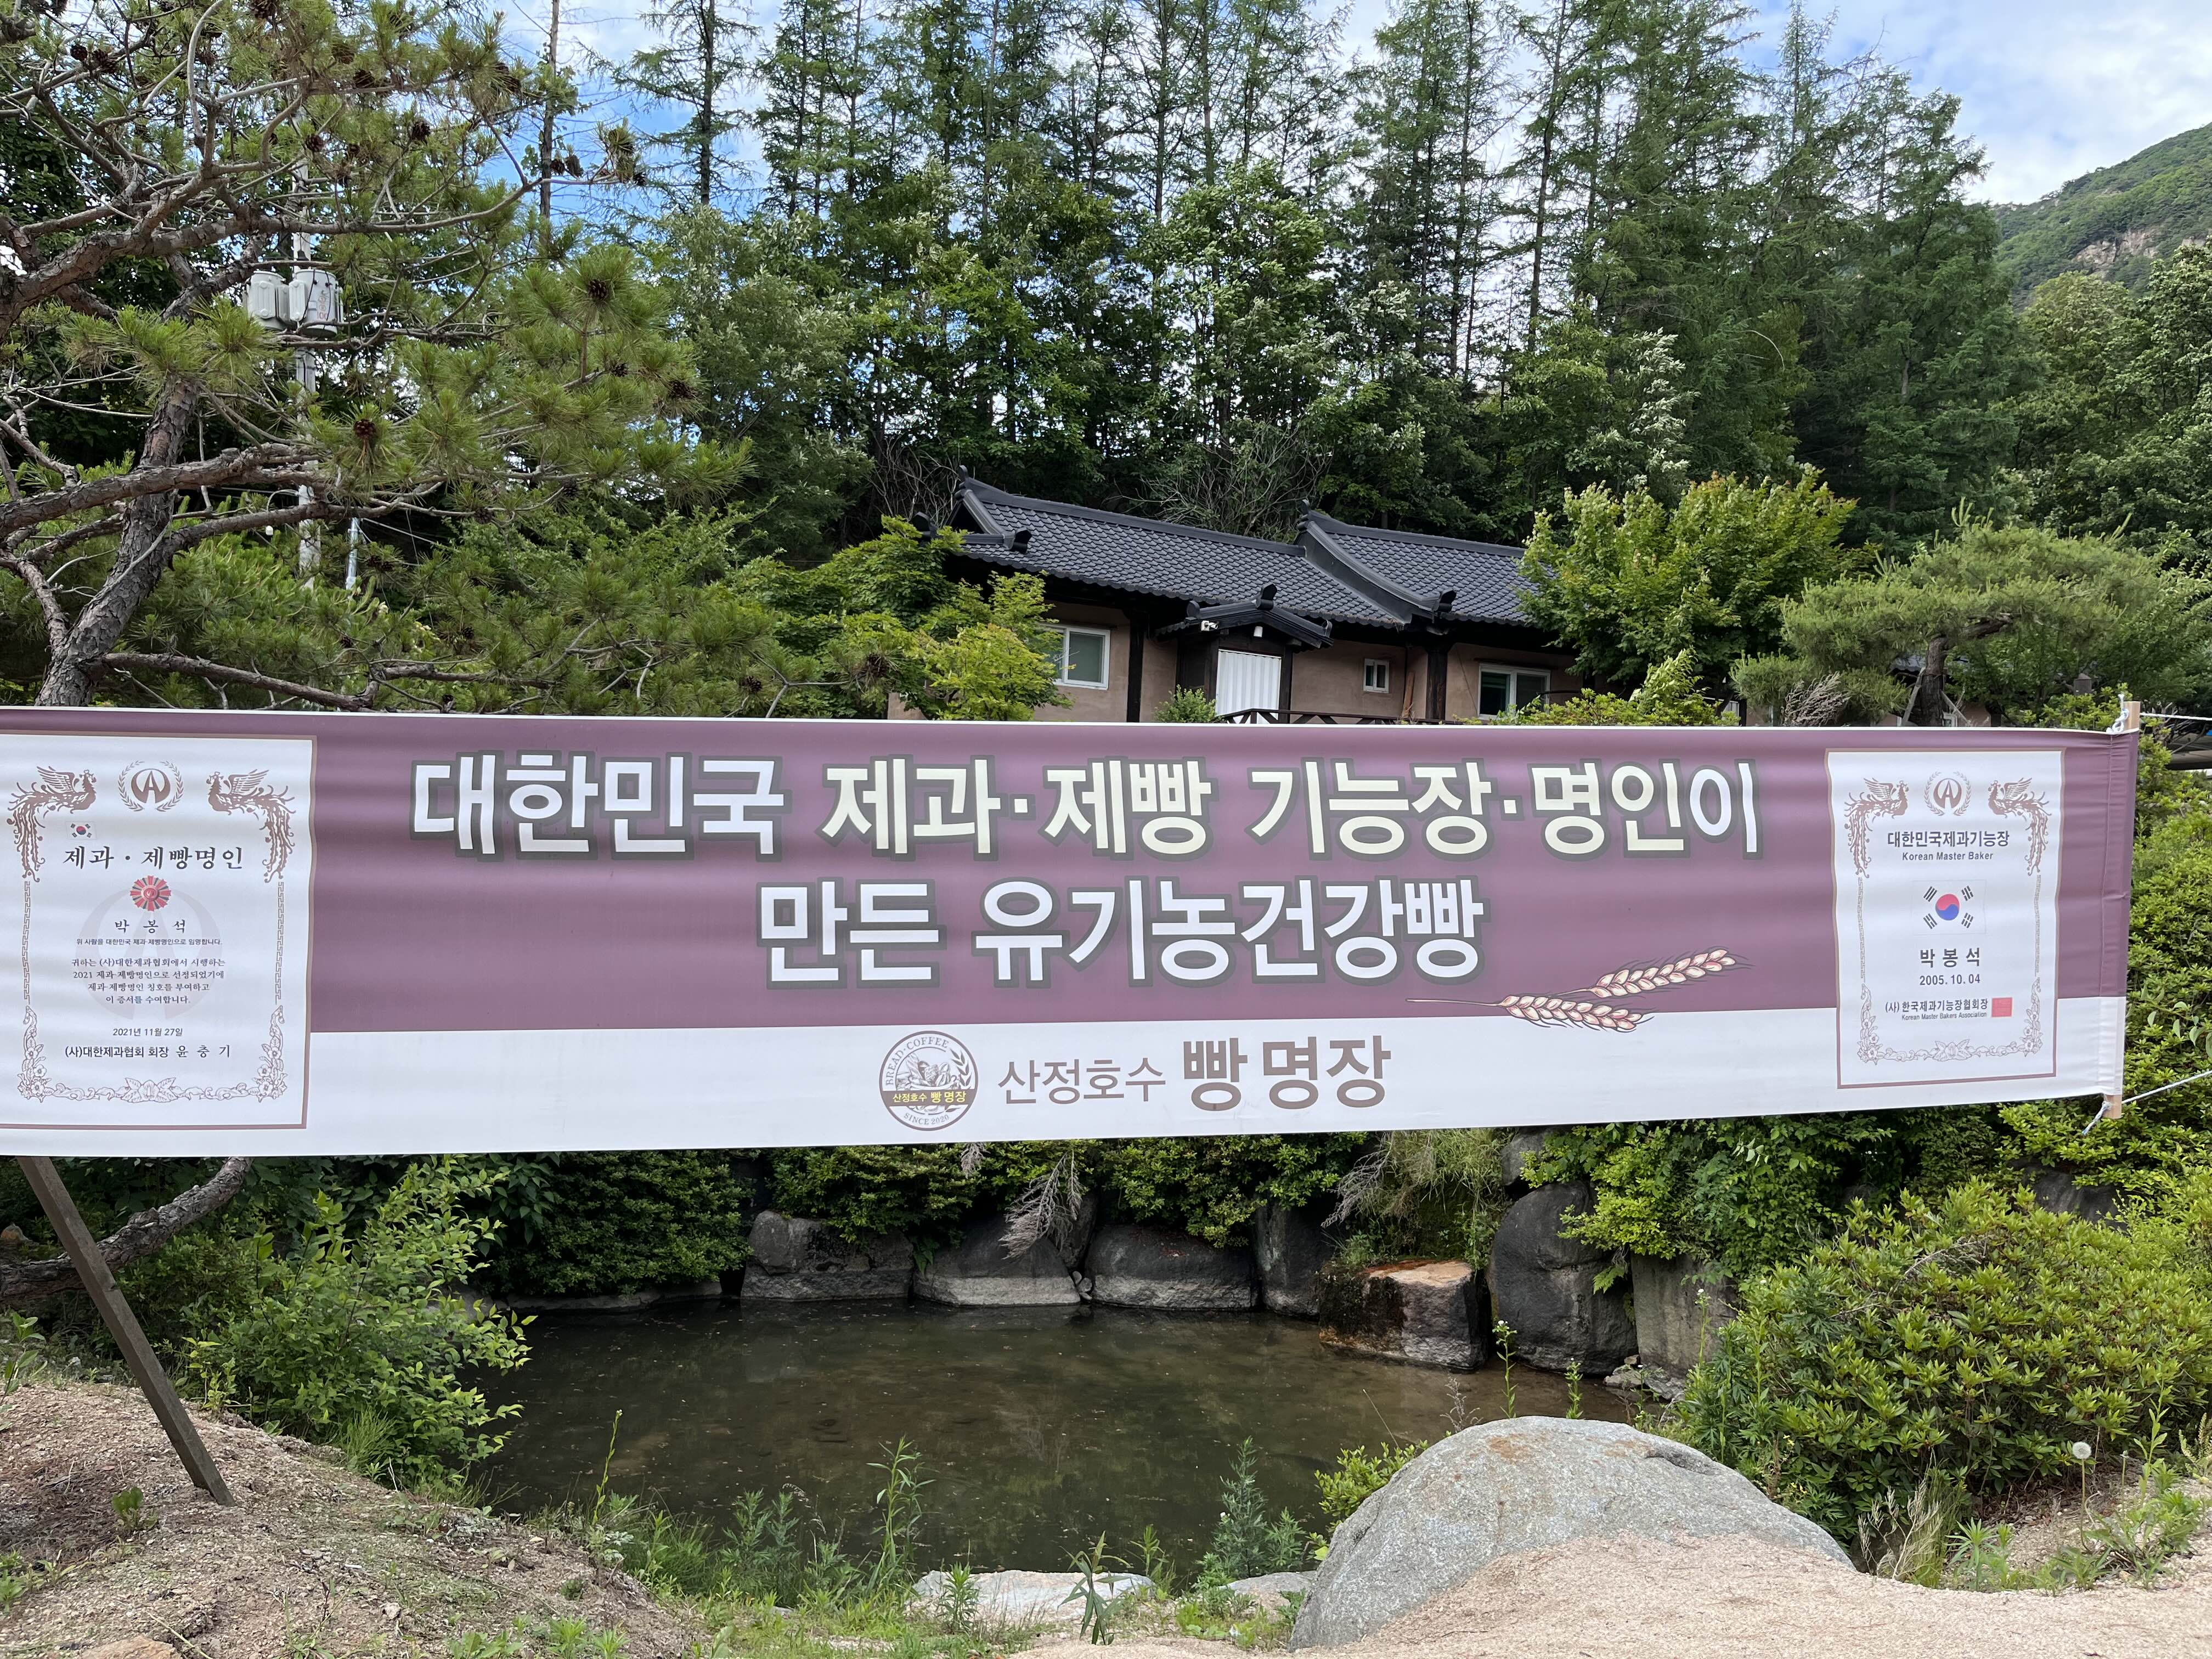 대한민국 제과·제빵 기능장·명인이
만든 유기농건강빵
산정호수 빵명장
BREAD·COFFEE
산정호수 빵명장
SINCE 2020
제과·제빵명인
박 봉 석
위 사람을 대한민국 제과·제빵명인으로 임명합니다.
귀하는 (사)대한제과협회에서 시행하는
2021 제과·제빵명인으로 선정되었기에
제과·제빵명인 칭호를 부여하고
이 증서를 수여합니다.
2021년 11월 27일
(사)대한제과협회 회장 윤 충 기
대한민국제과기능장
Korean Master Baker
박 봉 석
2005. 10. 04
(사) 한국제과기능장협회장
Korean Master Bakers Association